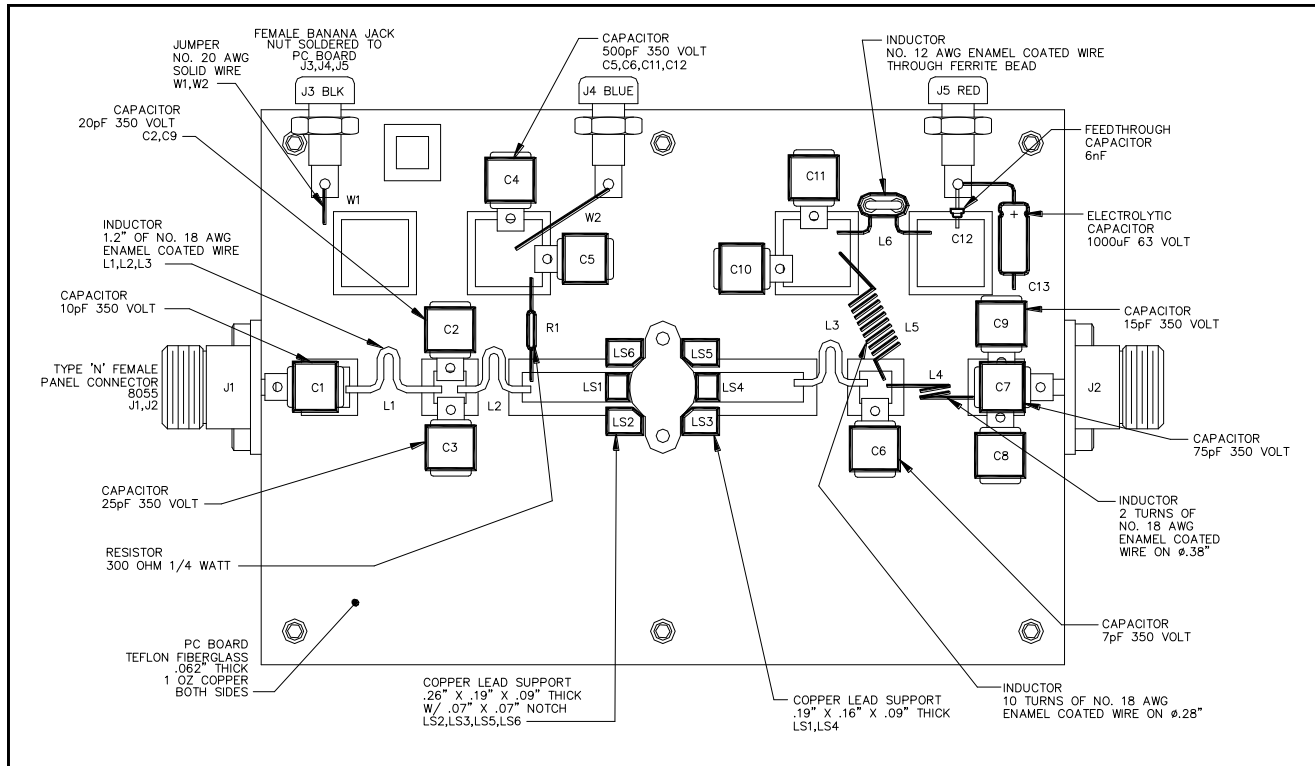 JUMPER
NO. 20 AWG
SOLID WIRE
W1,W2
FEMALE BANANA JACK
NUT SOLDERED TO
PC BOARD
J3,J4,J5
CAPACITOR
500pF 350 VOLT
C5,C6,C11,C12
INDUCTOR
NO. 12 AWG ENAMEL COATED WIRE
THROUGH FERRITE BEAD
J3 BLK
J4 BLUE
J5 RED
CAPACITOR
20pF 350 VOLT
C2,C9
FEEDTHROUGH
CAPACITOR
6nF
C4
C11
W1
W2
C12
L6
+
ELECTROLYTIC
CAPACITOR
1000uF 63 VOLT
C5
C10
C13
INDUCTOR
1.2" OF NO. 18 AWG
ENAMEL COATED WIRE
L1,L2,L3
CAPACITOR
10pF 350 VOLT
C2
R1
L3
L5
C9
CAPACITOR
15pF 350 VOLT
TYPE 'N' FEMALE
PANEL CONNECTOR
8055
J1,J2
J1
C1
L1
L2
LS6
LS5
LS1
LS4
LS2
LS3
L4
C7
J2
C3
C6
C8
CAPACITOR
75pF 350 VOLT
CAPACITOR
25pF 350 VOLT
INDUCTOR
2 TURNS OF
NO. 18 AWG
ENAMEL COATED
WIRE ON ø.38"
RESISTOR
300 OHM 1/4 WATT
CAPACITOR
7pF 350 VOLT
PC BOARD
TEFLON FIBERGLASS
.062" THICK
1 OZ COPPER
BOTH SIDES
COPPER LEAD SUPPORT
.26" X .19" X .09" THICK
W/ .07" X .07" NOTCH
LS2,LS3,LS5,LS6
COPPER LEAD SUPPORT
.19" X .16" X .09" THICK
LS1,LS4
INDUCTOR
10 TURNS OF NO. 18 AWG
ENAMEL COATED WIRE ON ø.28"